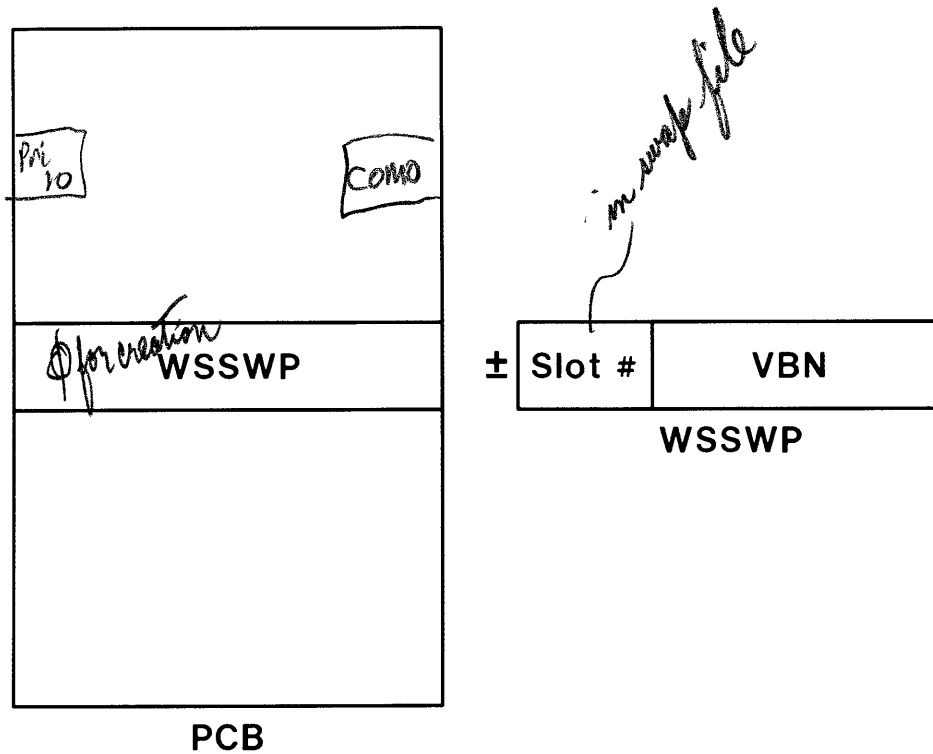 in swap file
Pri
10
COMO
Ø for creation
WSSWP
± Slot # VBN
WSSWP
PCB